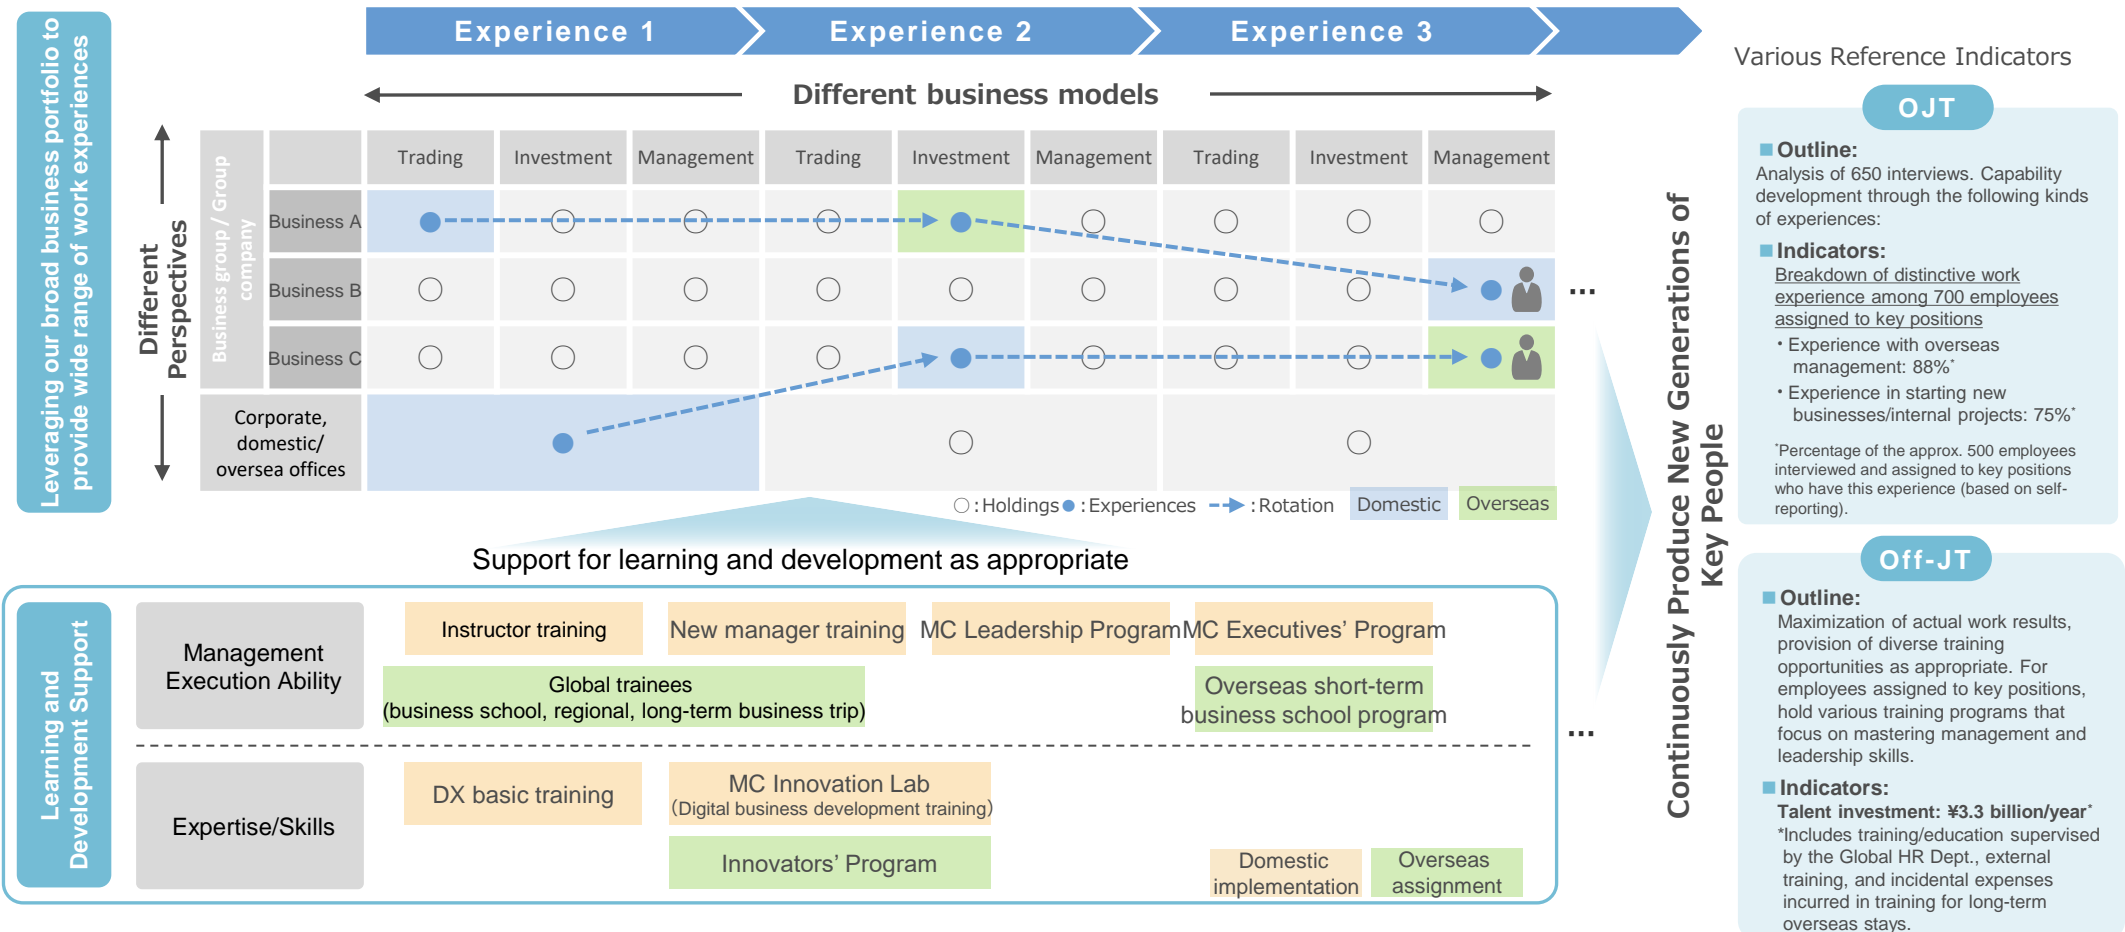 Leveraging our broad business portfolio to
provide wide range of work experiences
Experience 1
Experience 2
Experience 3
Different business models
Different
Perspectives
Business group / Group
company
Trading
Investment
Management
Trading
Investment
Management
Trading
Investment
Management
Business A
Business B
Business C
Corporate,
domestic/
oversea offices
...
○:Holdings ●:Experiences :Rotation Domestic Overseas
Support for learning and development as appropriate
Learning and
Development Support
Management
Execution Ability
Instructor training
New manager training
MC Leadership Program
MC Executives' Program
Global trainees
(business school, regional, long-term business trip)
Overseas short-term
business school program
...
Expertise/Skills
DX basic training
MC Innovation Lab
(Digital business development training)
Innovators' Program
Domestic
implementation
Overseas
assignment
Continuously Produce New Generations of
Key People
Various Reference Indicators
OJT
■ Outline:
Analysis of 650 interviews. Capability
development through the following kinds
of experiences:
■ Indicators:
Breakdown of distinctive work
experience among 700 employees
assigned to key positions
・Experience with overseas
management: 88%*
・Experience in starting new
businesses/internal projects: 75%*
*Percentage of the approx. 500 employees
interviewed and assigned to key positions
who have this experience (based on self-
reporting).
Off-JT
■ Outline:
Maximization of actual work results,
provision of diverse training
opportunities as appropriate. For
employees assigned to key positions,
hold various training programs that
focus on mastering management and
leadership skills.
■ Indicators:
Talent investment: ¥3.3 billion/year*
*Includes training/education supervised
by the Global HR Dept., external
training, and incidental expenses
incurred in training for long-term
overseas stays.